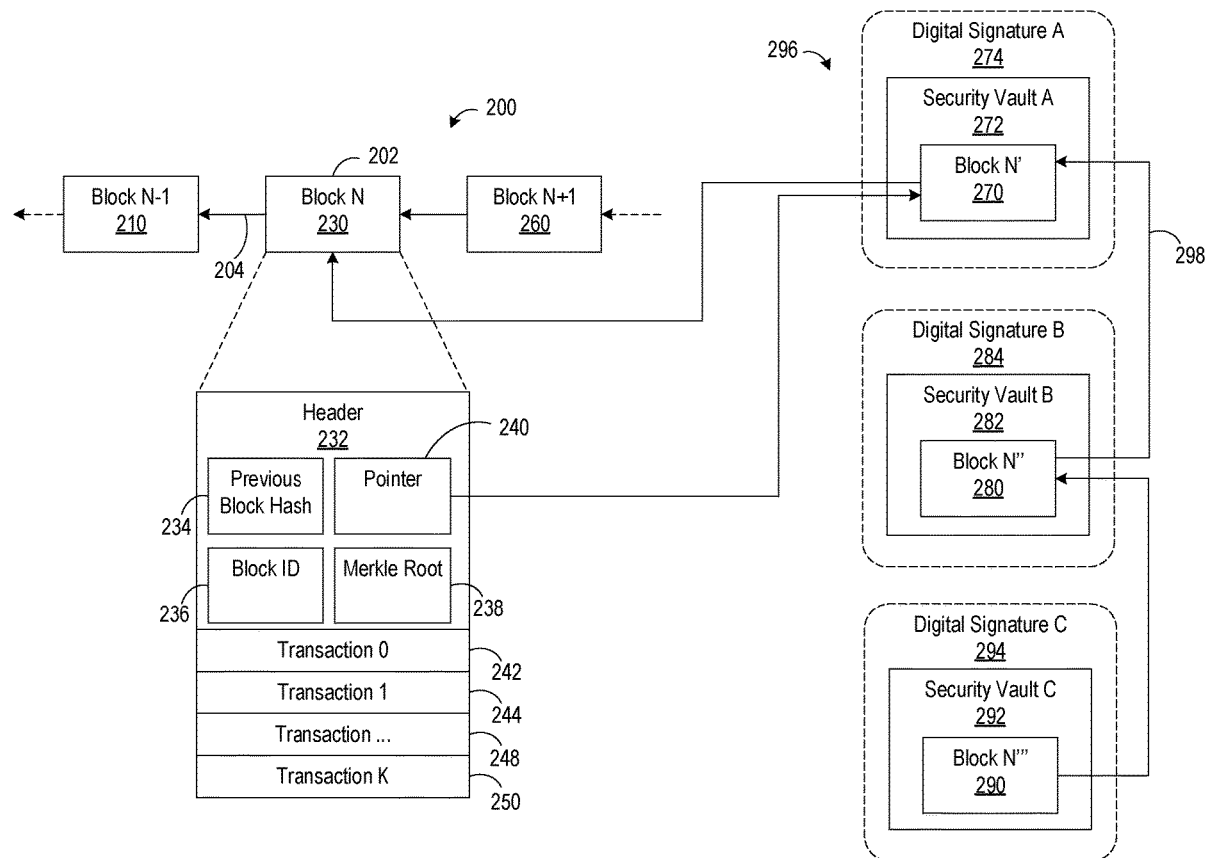 Digital Signature A
274
296
Security Vault A
272
200
202
Block N-1
210
Block N
230
Block N+1
260
Block N'
270
204
298
Digital Signature B
284
Security Vault B
282
Header
232
240
Previous
Block Hash
Pointer
234
Block N''
280
Block ID
Merkle Root
236
238
Digital Signature C
294
Transaction 0
242
Security Vault C
292
Transaction 1
244
Transaction ...
248
Block N'''
290
Transaction K
250